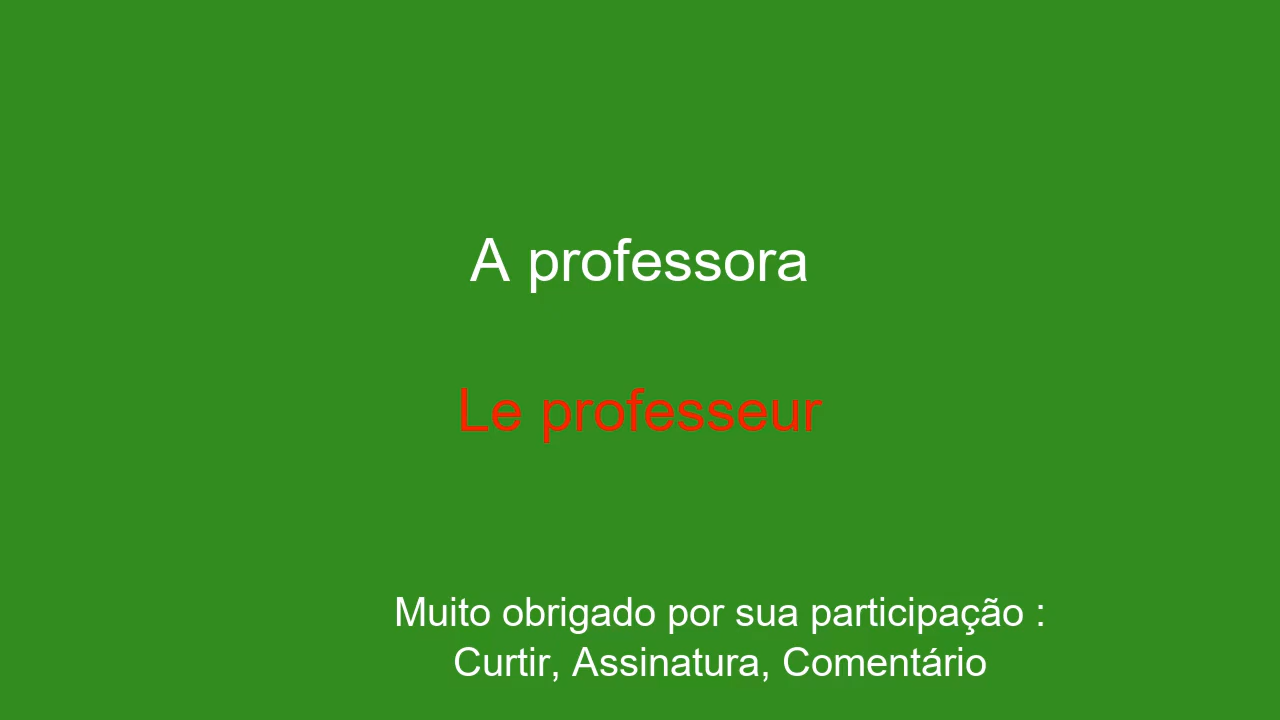 A professora
Le professeur
Muito obrigado por sua participação :
Curtir, Assinatura, Comentário